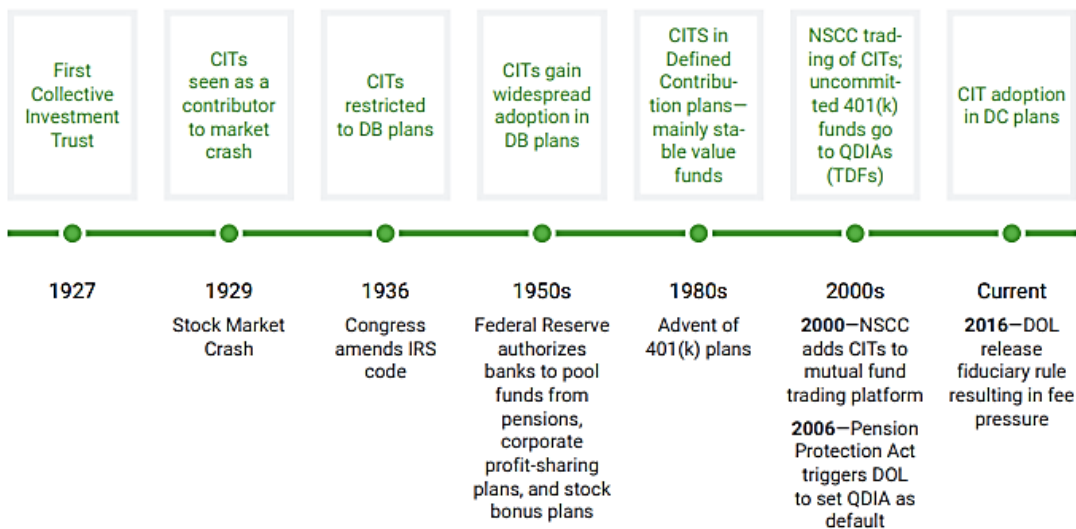 First
Collective
Investment
Trust
CITs
seen as a
contributor
to market
crash
CITs
restricted
to DB plans
CITs gain
widespread
adoption in
DB plans
CITS in
Defined
Contribu-
tion plans—
mainly sta-
ble value
funds
NSCC trad-
ing of CITs;
uncommit-
ted 401(k)
funds go
to QDIAs
(TDFs)
CIT adoption
in DC plans
1927
1929
Stock Market
Crash
1936
Congress
amends IRS
code
1950s
Federal Reserve
authorizes
banks to pool
funds from
pensions,
corporate
profit-sharing
plans, and stock
bonus plans
1980s
Advent of
401(k) plans
2000s
2000—NSCC
adds CITs to
mutual fund
trading platform
2006—Pension
Protection Act
triggers DOL
to set QDIA as
default
Current
2016—DOL
release
fiduciary rule
resulting in fee
pressure